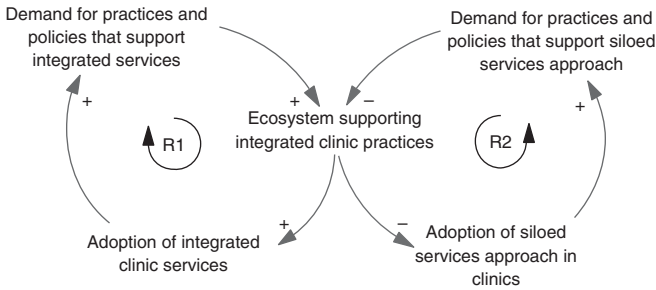 Demand for practices and
policies that support
integrated services
Demand for practices and
policies that support siloed
services approach
+
+
–
+
Ecosystem supporting
integrated clinic practices
R1
R2
+
–
Adoption of integrated
clinic services
Adoption of siloed
services approach in
clinics